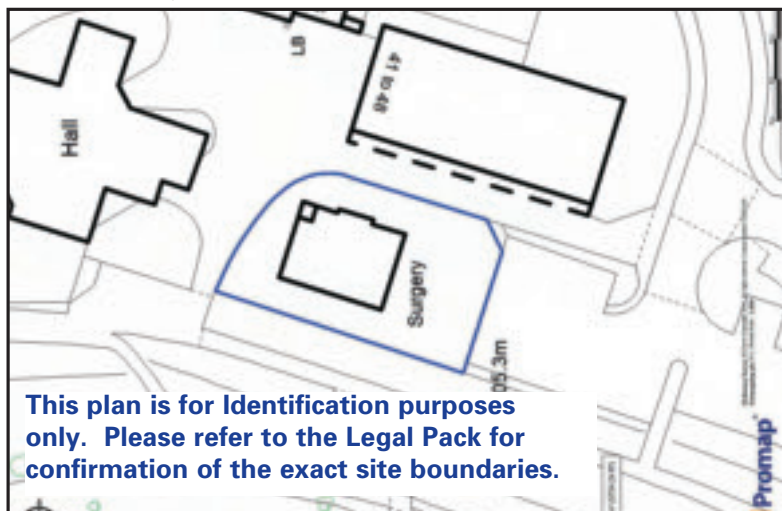 LB
41 to 48
Hall
Surgery
05.3m
This plan is for Identification purposes
only.  Please refer to the Legal Pack for
confirmation of the exact site boundaries.
Promap